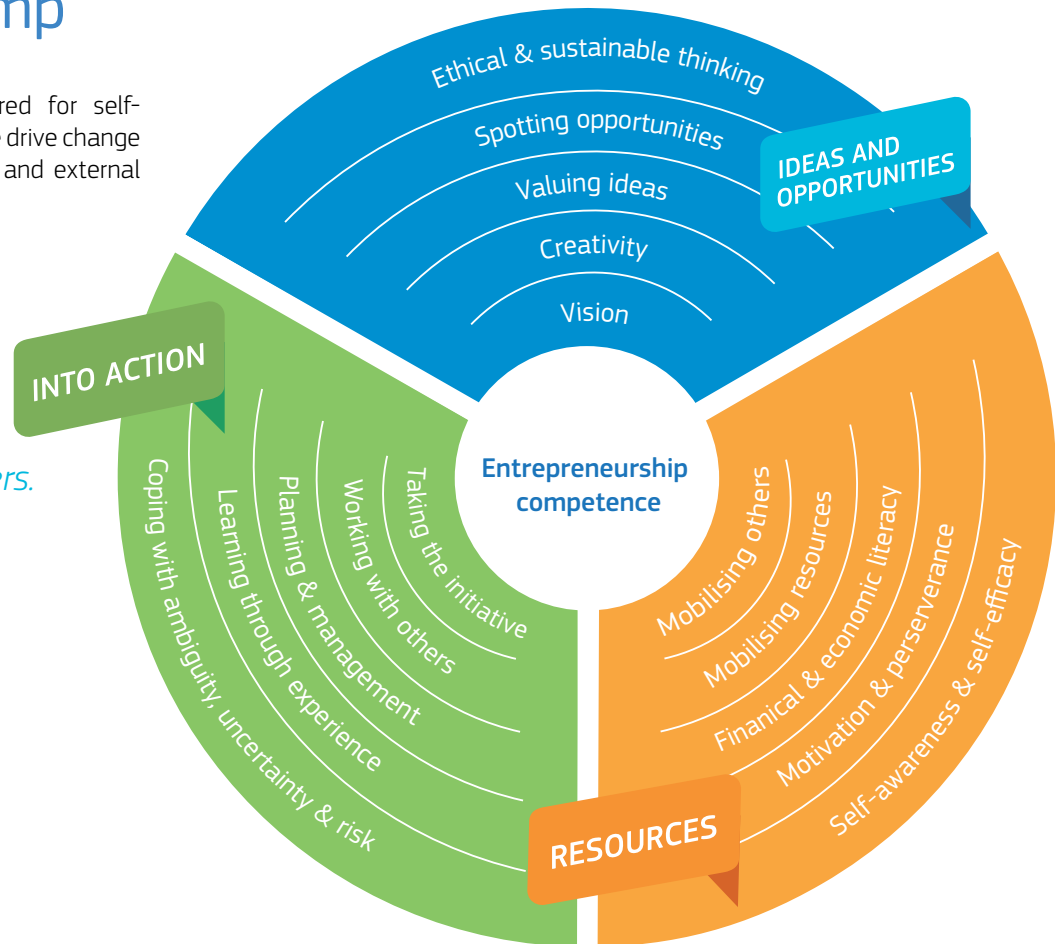 mp
red for self-
drive change
and external
ers.
Ethical & sustainable thinking
Spotting opportunities
Valuing ideas
Creativity
Vision
IDEAS AND
OPPORTUNITIES
Entrepreneurship
competence
Mobilising others
Mobilising resources
Finanical & economic literacy
Motivation & perserverance
Self-awareness & self-efficacy
RESOURCES
INTO ACTION
Taking the initiative
Working with others
Planning & management
Learning through experience
Coping with ambiguity, uncertainty & risk